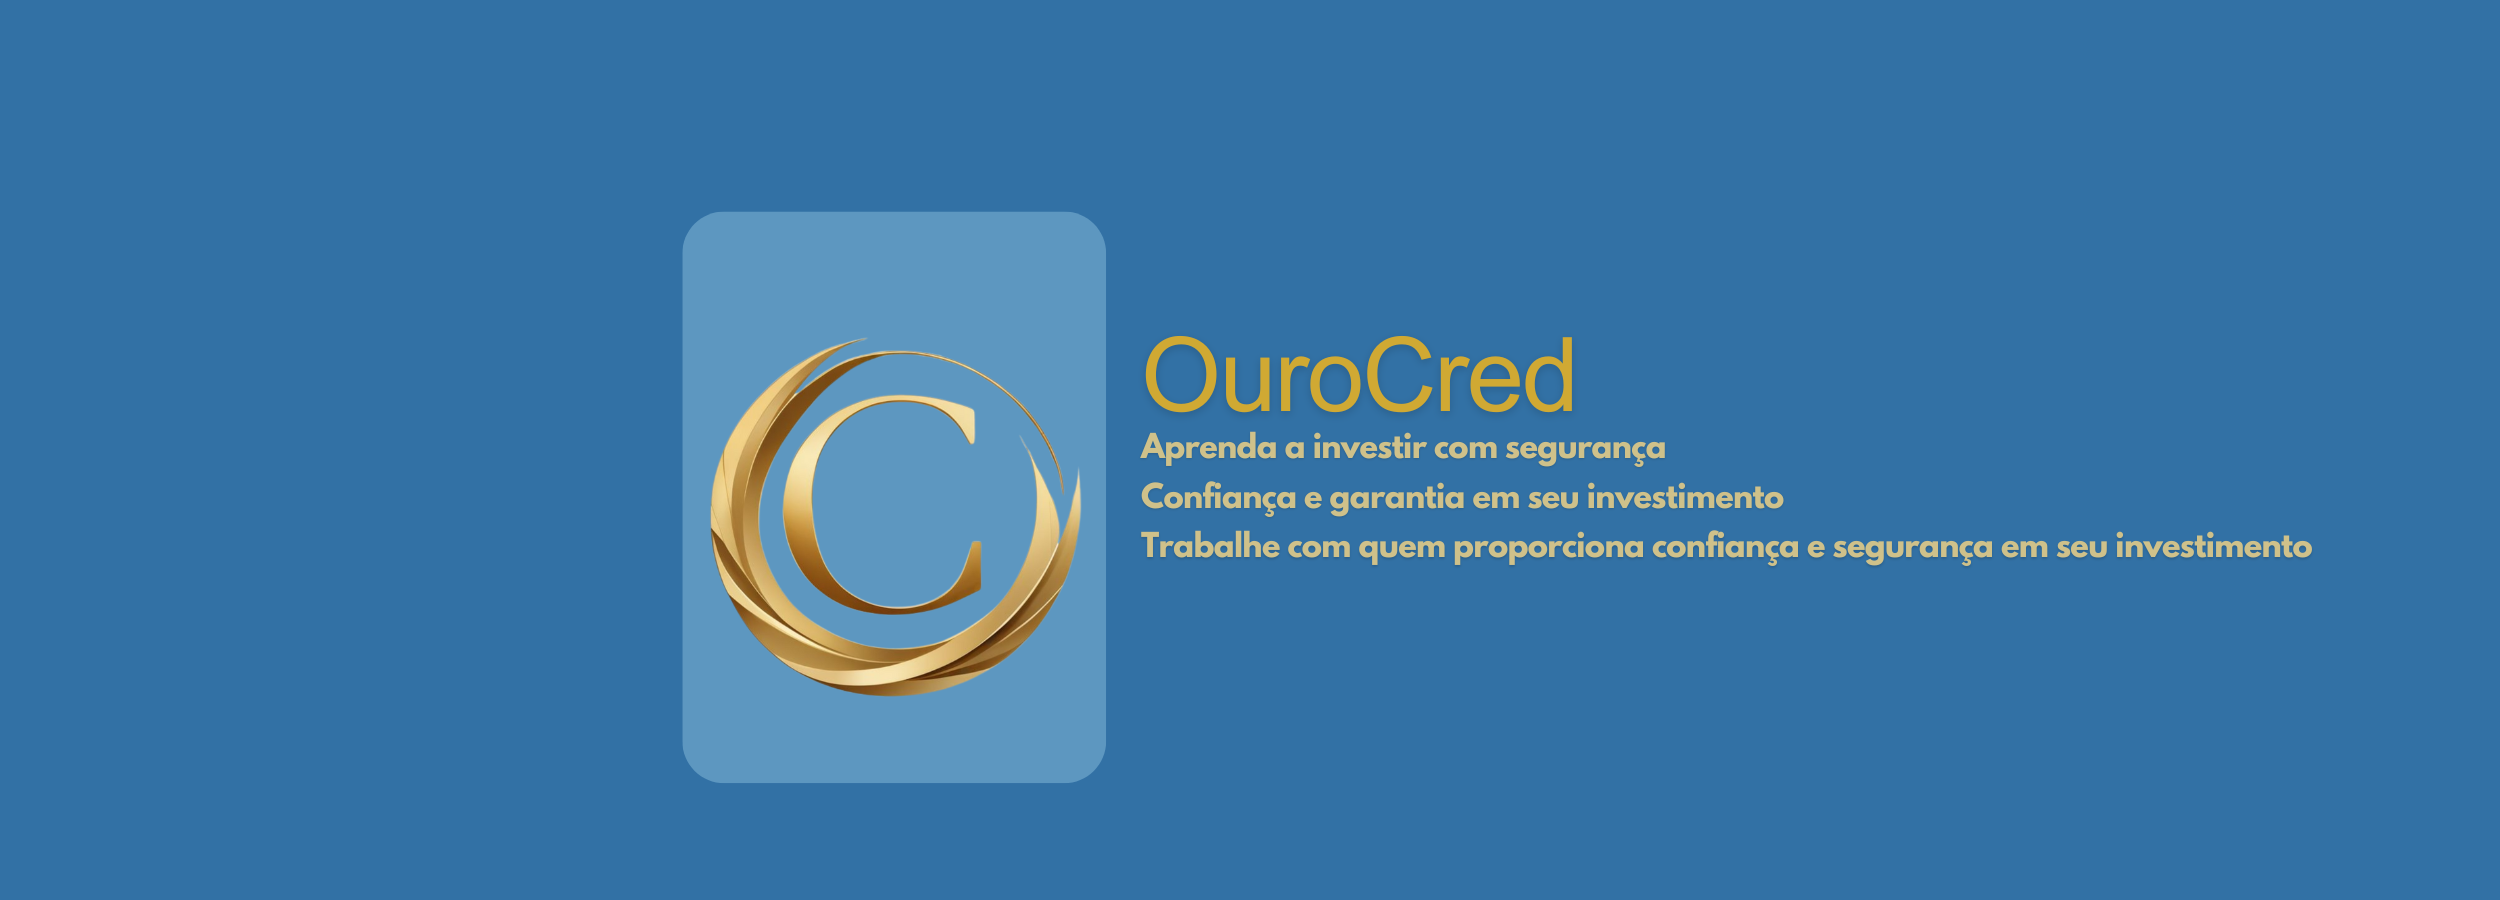 C
OuroCred
Aprenda a investir com segurança
Confiança e garantia em seu investimento
Trabalhe com quem proporciona confiança e segurança em seu investimento